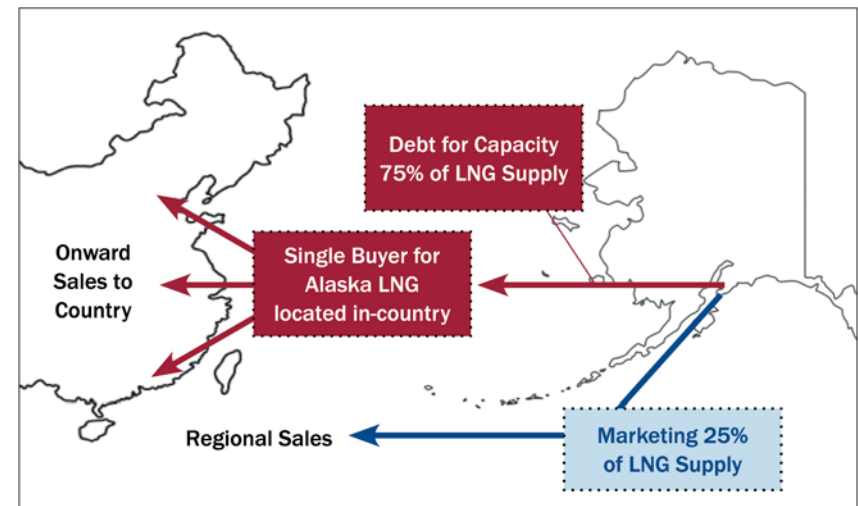 Debt for Capacity
75% of LNG Supply
Onward
Sales to
Country
Single Buyer for
Alaska LNG
located in-country
Regional Sales
Marketing 25%
of LNG Supply